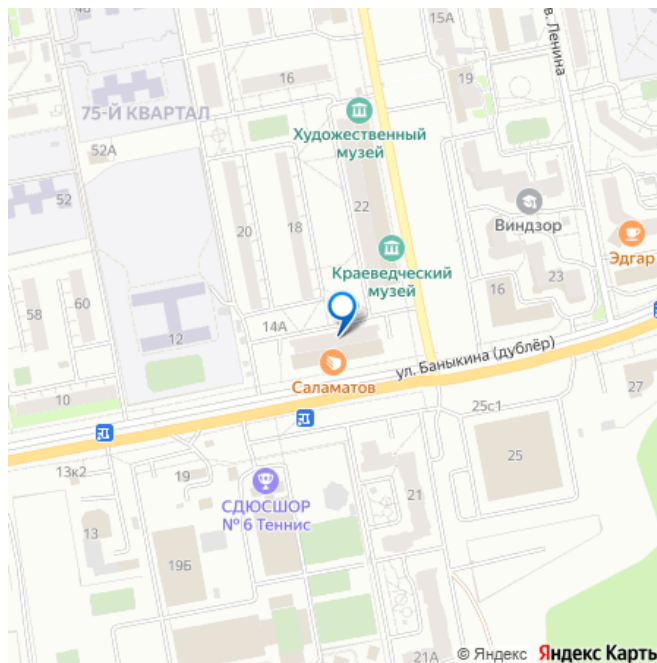 15А
в. Ленина
16
19
75-Й КВАРТАЛ
Художественный
музей
52А
52
22
18
20
Виндзор
Эдгар
Краеведческий
музей
23
16
58
60
14А
12
ул. Баныкина (дублёр)
Саламатов
27
10
25с1
25
13к2
19
21
СДЮСШОР
№ 6 Теннис
13
19Б
21А
© Яндекс Яндекс Карты